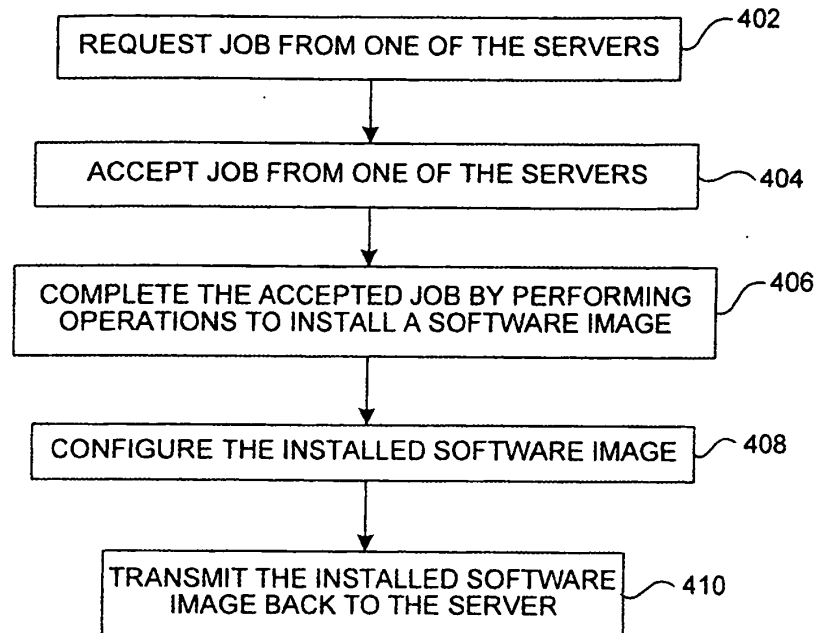 REQUEST JOB FROM ONE OF THE SERVERS
402
ACCEPT JOB FROM ONE OF THE SERVERS
404
COMPLETE THE ACCEPTED JOB BY PERFORMING
OPERATIONS TO INSTALL A SOFTWARE IMAGE
406
CONFIGURE THE INSTALLED SOFTWARE IMAGE
408
TRANSMIT THE INSTALLED SOFTWARE
IMAGE BACK TO THE SERVER
410